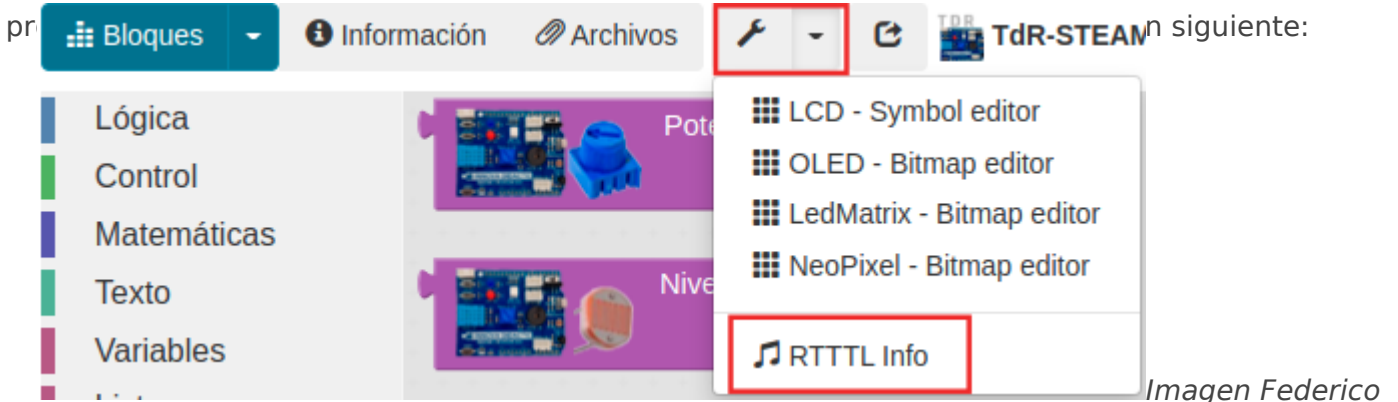 pr
Bloques Información Archivos TDR TdR-STEAM n siguiente:
Lógica
Control
Matemáticas
Texto
Variables
Pote
Nive
LCD - Symbol editor
OLED - Bitmap editor
LedMatrix - Bitmap editor
NeoPixel - Bitmap editor
RTTTL Info
Imagen Federico